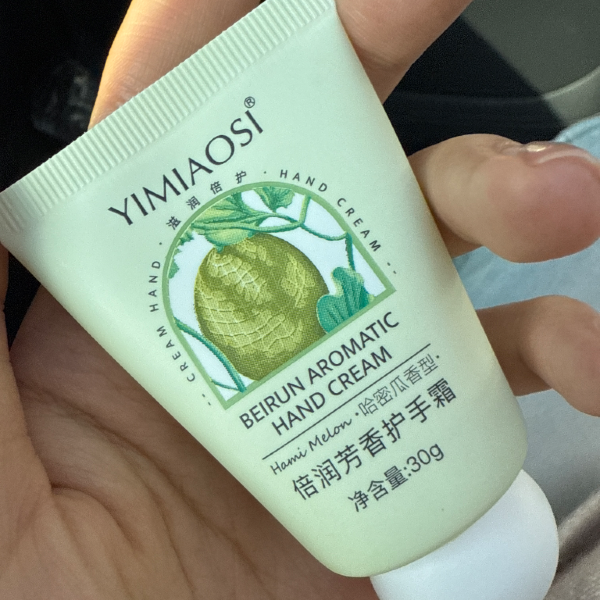 YIMIAOSI®
CREAM HAND · 滋润倍护 · HAND CREAM
BEIRUN AROMATIC
HAND CREAM
Hami Melon ·哈密瓜香型·
倍润芳香护手霜
净含量:30g